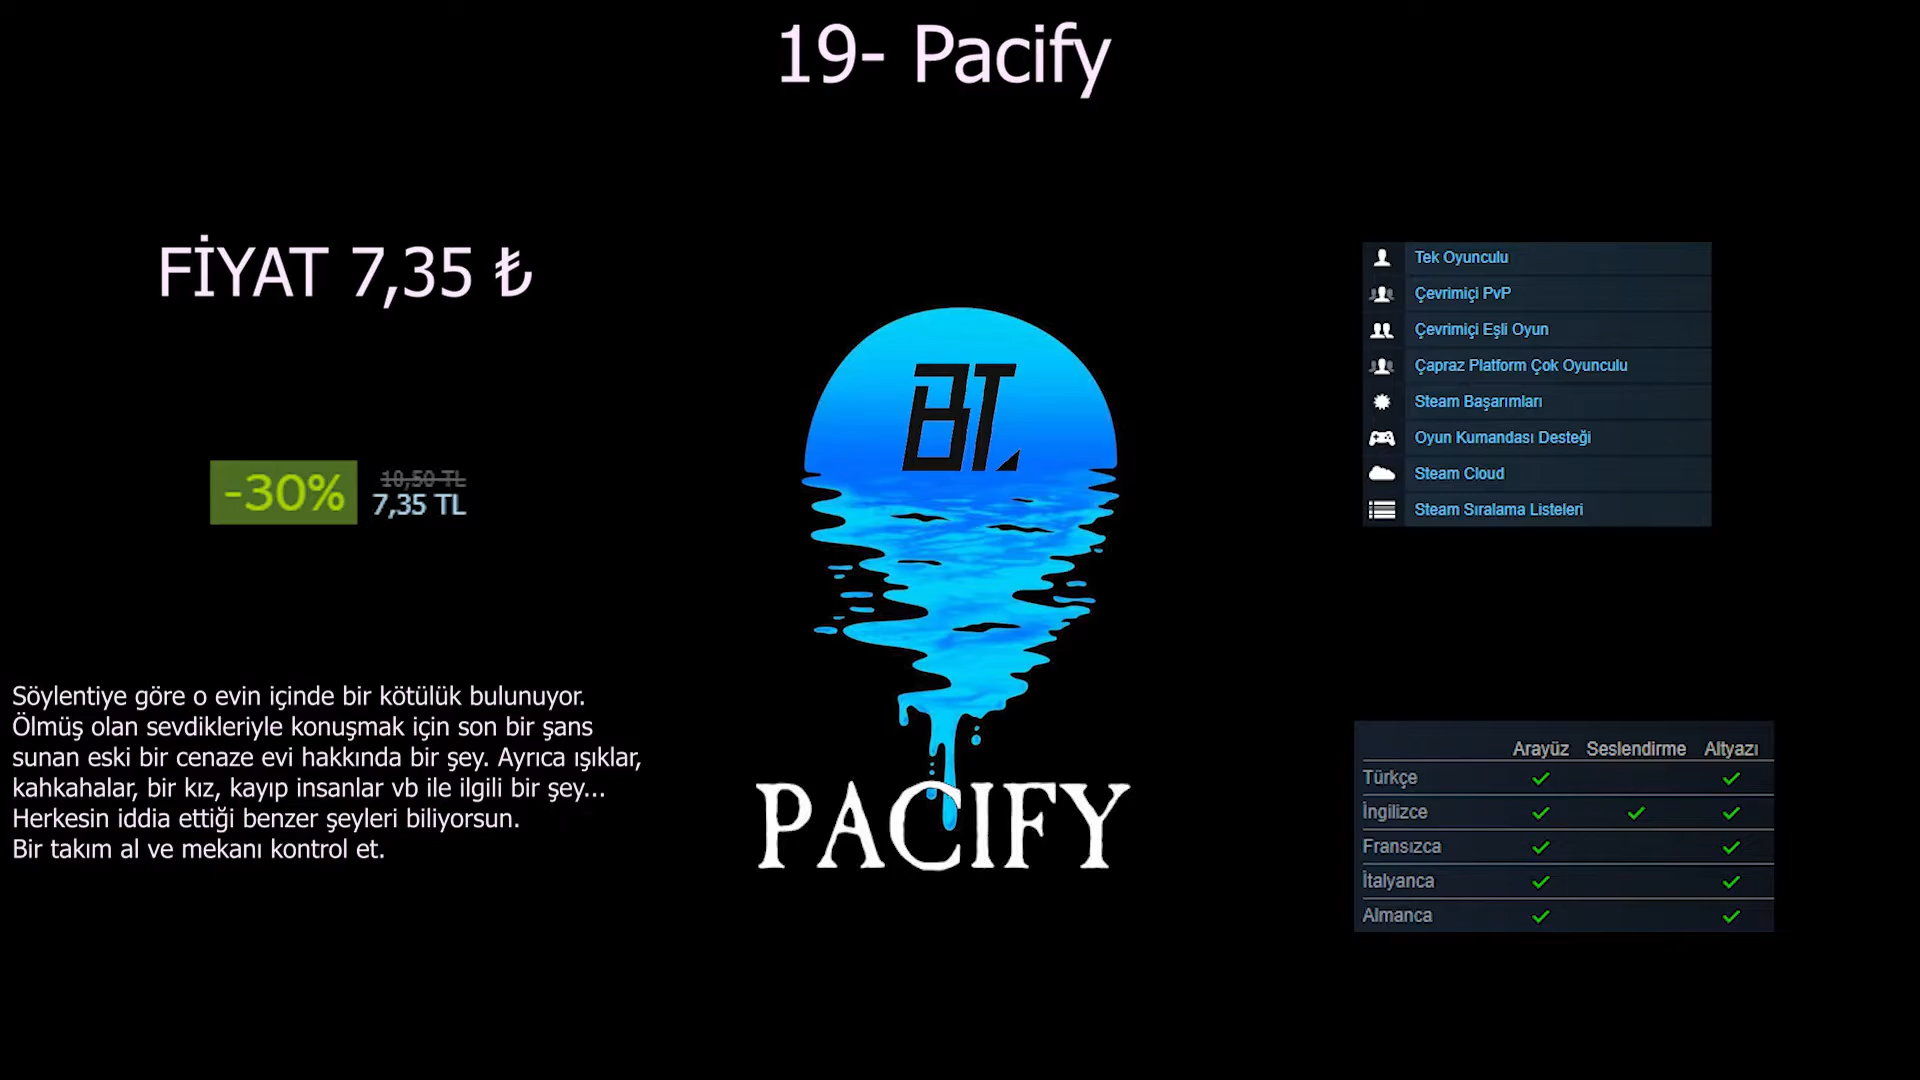 19- Pacify
FİYAT 7,35 ₺
-30%
10,50 TL
7,35 TL
Söylentiye göre o evin içinde bir kötülük bulunuyor.
Ölmüş olan sevdikleriyle konuşmak için son bir şans
sunan eski bir cenaze evi hakkında bir şey. Ayrıca ışıklar,
kahkahalar, bir kız, kayıp insanlar vb ile ilgili bir şey...
Herkesin iddia ettiği benzer şeyleri biliyorsun.
Bir takım al ve mekanı kontrol et.
BT
PACIFY
Tek Oyunculu
Çevrimiçi PvP
Çevrimiçi Eşli Oyun
Çapraz Platform Çok Oyunculu
Steam Başarımları
Oyun Kumandası Desteği
Steam Cloud
Steam Sıralama Listeleri
Arayüz Seslendirme Altyazı
Türkçe
İngilizce
Fransızca
İtalyanca
Almanca